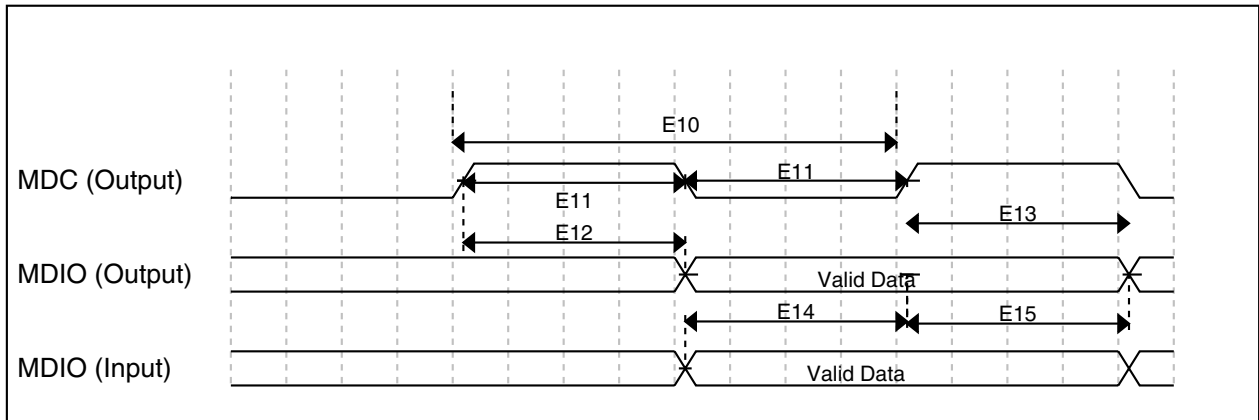 E10
MDC (Output)
E11
E11
E13
E12
MDIO (Output)
Valid Data
E14
E15
MDIO (Input)
Valid Data